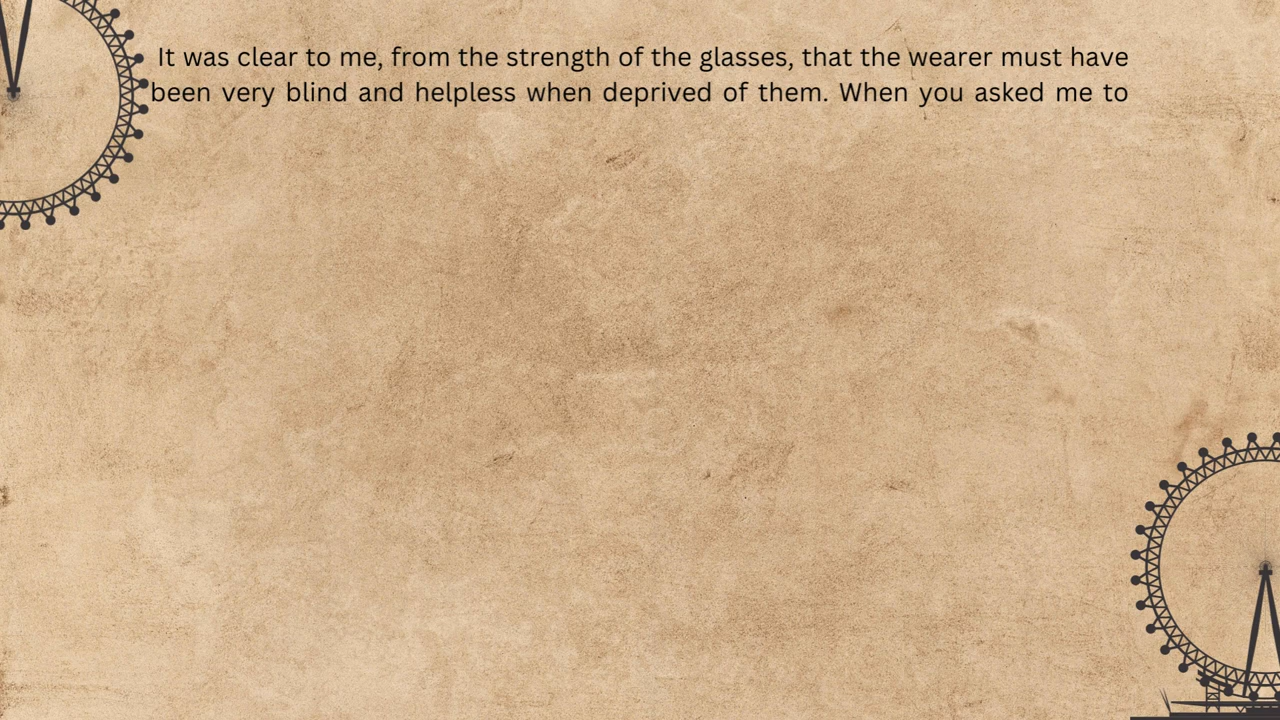 It was clear to me, from the strength of the glasses, that the wearer must have
been very blind and helpless when deprived of them. When you asked me to